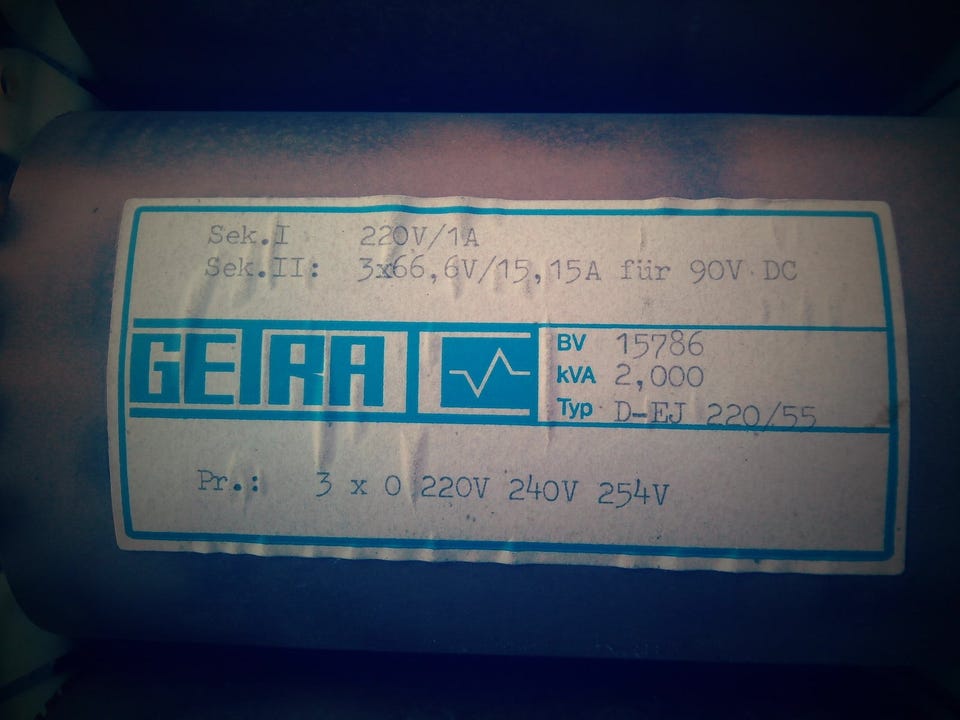 Sek.I 220V/1A
Sek.II: 3x66,6V/15,15A für 90V DC
GETRA
BV 15786
kVA 2,000
Typ D-EJ 220/55
Pr.: 3 x 0 220V 240V 254V